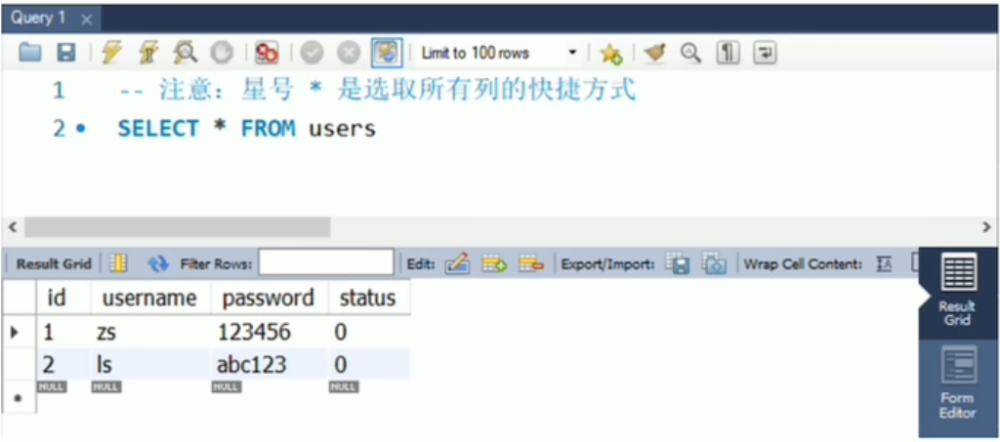 Query 1
Limit to 100 rows
1 -- 注意：星号 * 是选取所有列的快捷方式
2 SELECT * FROM users
Result Grid Filter Rows: Edit: Export/Import: Wrap Cell Content:
id username password status
1 zs 123456 0
2 ls abc123 0
NULL NULL NULL NULL
Result
Grid
Form
Editor